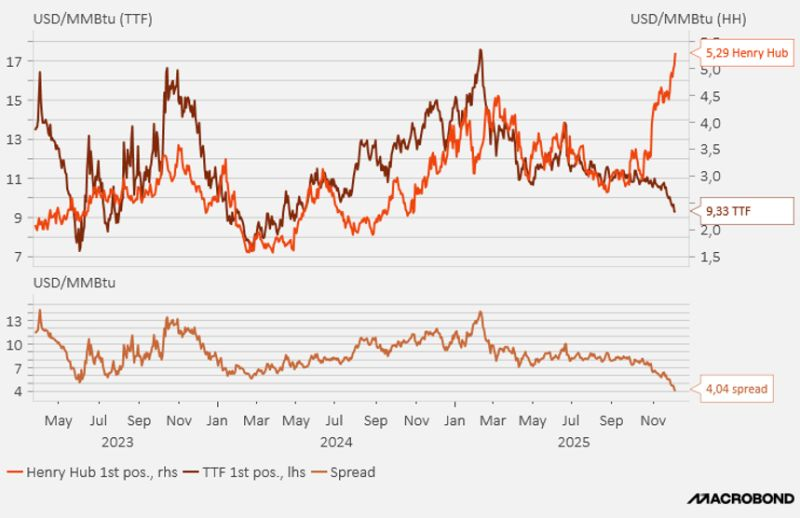 USD/MMBtu (TTF) USD/MMBtu (HH)
17
15
13
11
9
7
5,5
5,0
4,5
4,0
3,5
3,0
2,0
1,5
5,29 Henry Hub
9,33 TTF
USD/MMBtu
13
10
7
4
4,04 spread
May Jul Sep Nov Jan Mar May Jul Sep Nov Jan Mar May Jul Sep Nov
2023 2024 2025
Henry Hub 1st pos., rhs TTF 1st pos., lhs Spread
MACROBOND